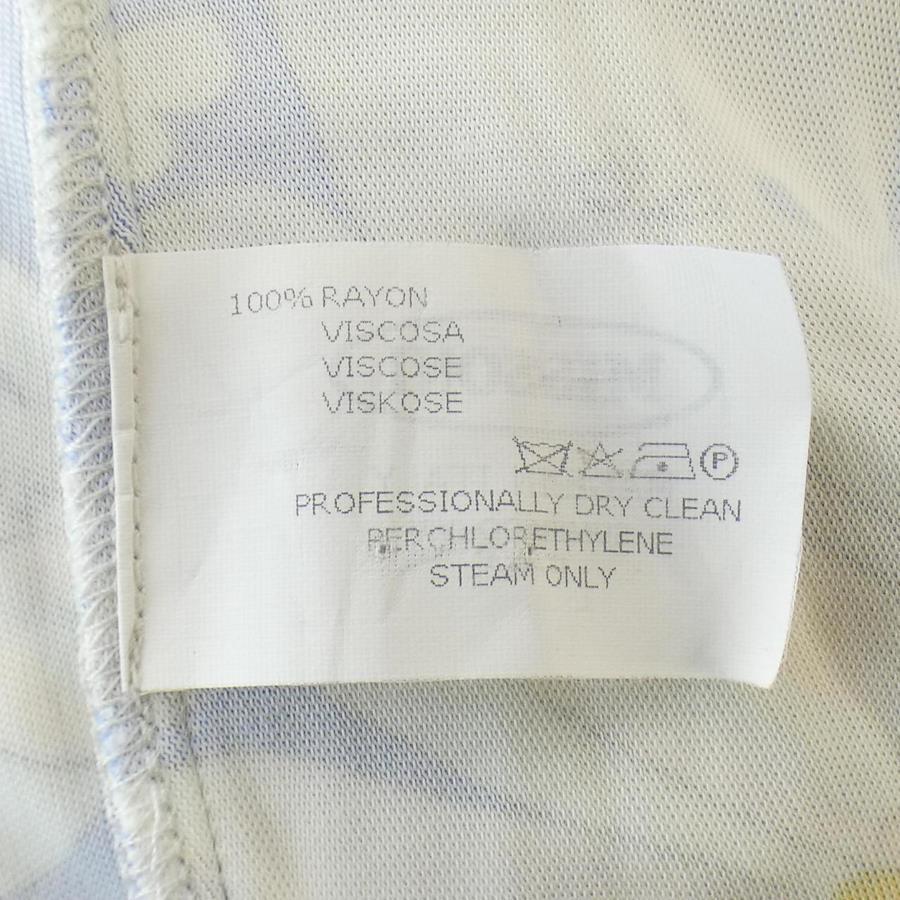 100% RAYON
VISCOSA
VISCOSE
VISKOSE
P
PROFESSIONALLY DRY CLEAN
PERCHLORETHYLENE
STEAM ONLY